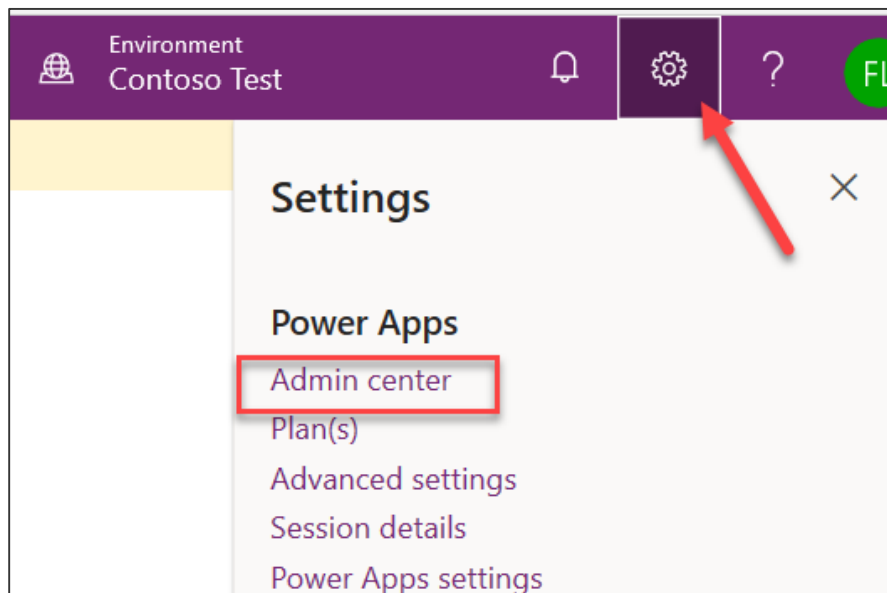 Environment
Contoso Test
?
FL
Settings
Power Apps
Admin center
Plan(s)
Advanced settings
Session details
Power Apps settings